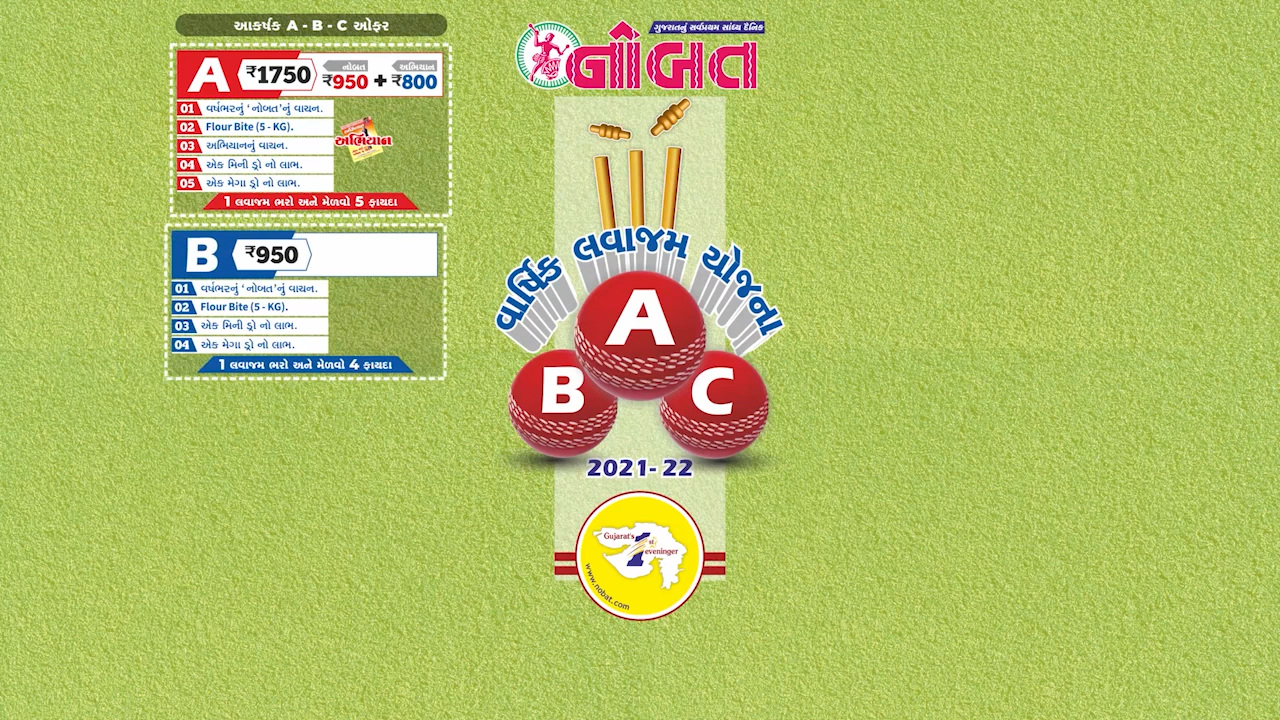 આકર્ષક A - B - C ઓફર
A ₹1750 નોબત ₹950 + અભિયાન ₹800
01 વર્ષભરનું 'નોબત'નું વાચન.
02 Flour Bite (5 - KG).
03 અભિયાનનું વાચન.
04 એક મિની ડ્રો નો લાભ.
05 એક મેગા ડ્રો નો લાભ.
અભિયાન
1 લવાજમ ભરો અને મેળવો 5 ફાયદા
B ₹950
01 વર્ષભરનું 'નોબત'નું વાચન.
02 Flour Bite (5 - KG).
03 એક મિની ડ્રો નો લાભ.
04 એક મેગા ડ્રો નો લાભ.
1 લવાજમ ભરો અને મેળવો 4 ફાયદા
ગુજરાતનું સર્વપ્રથમ સાંધ્ય દૈનિક
નોબત
વાર્ષિક લવાજમ યોજના
A
B C
2021- 22
Gujarat's 1st eveninger
www.nobat.com